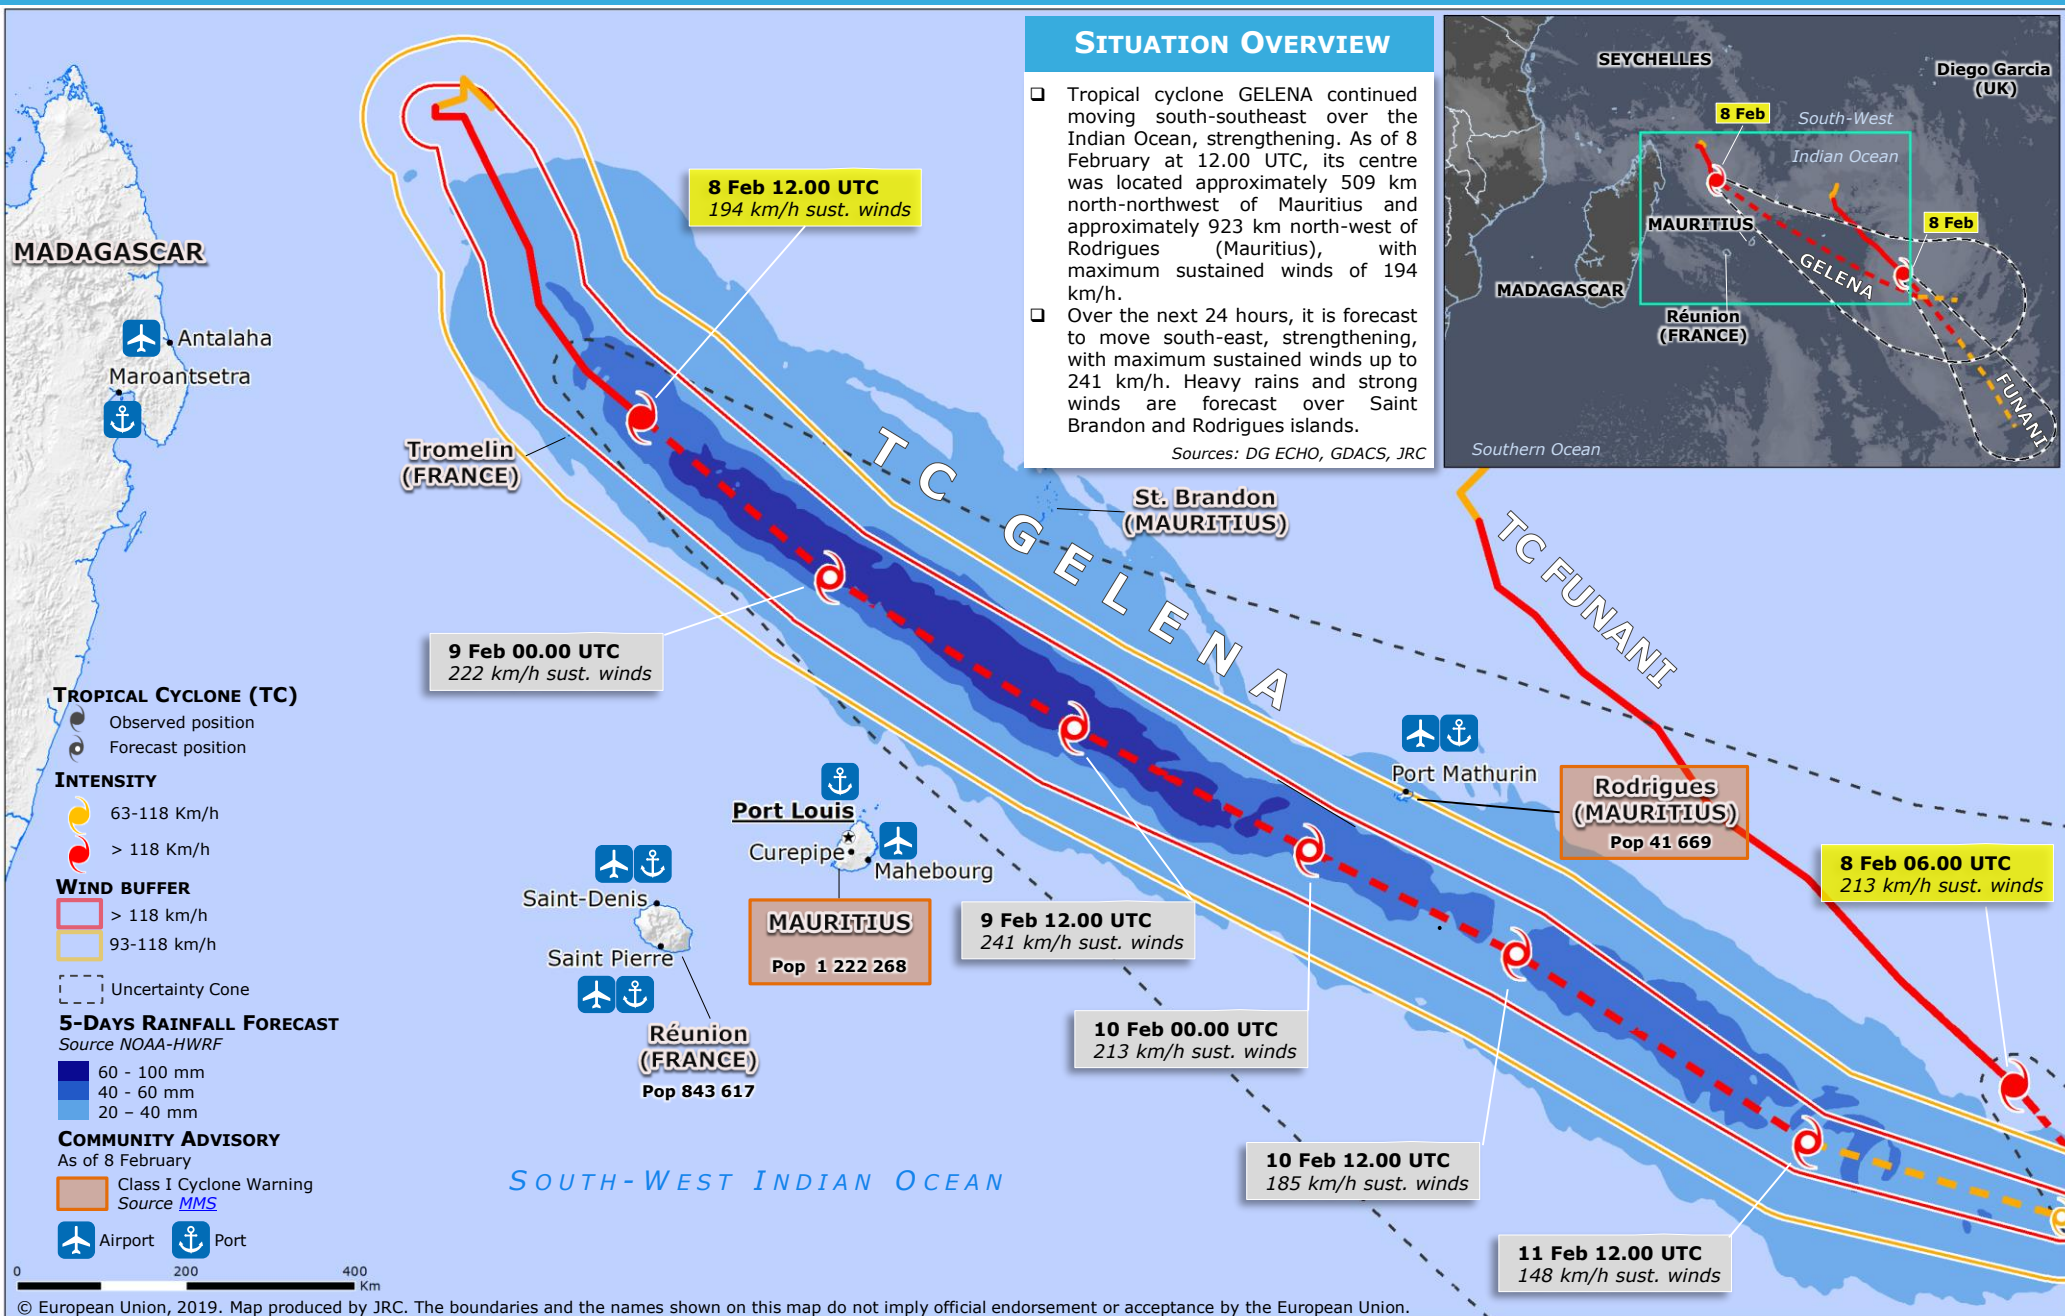 SITUATION OVERVIEW
❑ Tropical cyclone GELENA continued
moving south-southeast over the
Indian Ocean, strengthening. As of 8
February at 12.00 UTC, its centre
was located approximately 509 km
north-northwest of Mauritius and
approximately 923 km north-west of
Rodrigues (Mauritius), with
maximum sustained winds of 194
km/h.
❑ Over the next 24 hours, it is forecast
to move south-east, strengthening,
with maximum sustained winds up to
241 km/h. Heavy rains and strong
winds are forecast over Saint
Brandon and Rodrigues islands.
Sources: DG ECHO, GDACS, JRC
SEYCHELLES
Diego Garcia
(UK)
8 Feb
South-West
Indian Ocean
MAURITIUS
8 Feb
GELENA
MADAGASCAR
Réunion
(FRANCE)
FUNANI
Southern Ocean
8 Feb 12.00 UTC
194 km/h sust. winds
MADAGASCAR
Antalaha
Maroantsetra
Tromelin
(FRANCE)
TC GELENA
St. Brandon
(MAURITIUS)
TC FUNANI
9 Feb 00.00 UTC
222 km/h sust. winds
Port Mathurin
Rodrigues
(MAURITIUS)
Pop 41 669
Port Louis
Curepipe
Mahebourg
MAURITIUS
Pop 1 222 268
Saint-Denis
Saint Pierre
Réunion
(FRANCE)
Pop 843 617
8 Feb 06.00 UTC
213 km/h sust. winds
9 Feb 12.00 UTC
241 km/h sust. winds
10 Feb 00.00 UTC
213 km/h sust. winds
10 Feb 12.00 UTC
185 km/h sust. winds
11 Feb 12.00 UTC
148 km/h sust. winds
SOUTH-WEST INDIAN OCEAN
TROPICAL CYCLONE (TC)
Observed position
Forecast position
INTENSITY
63-118 Km/h
> 118 Km/h
WIND BUFFER
> 118 km/h
93-118 km/h
Uncertainty Cone
5-DAYS RAINFALL FORECAST
Source NOAA-HWRF
60 - 100 mm
40 - 60 mm
20 – 40 mm
COMMUNITY ADVISORY
As of 8 February
Class I Cyclone Warning
Source MMS
Airport
Port
0 200 400
Km
© European Union, 2019. Map produced by JRC. The boundaries and the names shown on this map do not imply official endorsement or acceptance by the European Union.